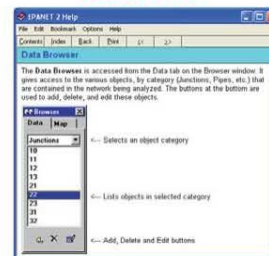 EPANET 2 Help
File Edit Bookmark Options Help
Contents Index Back Print << >>
Data Browser
The Data Browser is accessed from the Data tab on the Browser window. It
gives access to the various objects, by category (Junctions, Pipes, etc.) that
are contained in the network being analyzed. The buttons at the bottom are
used to add, delete, and edit these objects.
Browser
Data Map
Junctions
<-- Selects an object category
10
11
12
13
21
22
<-- Lists objects in selected category
23
31
32
<-- Add, Delete and Edit buttons